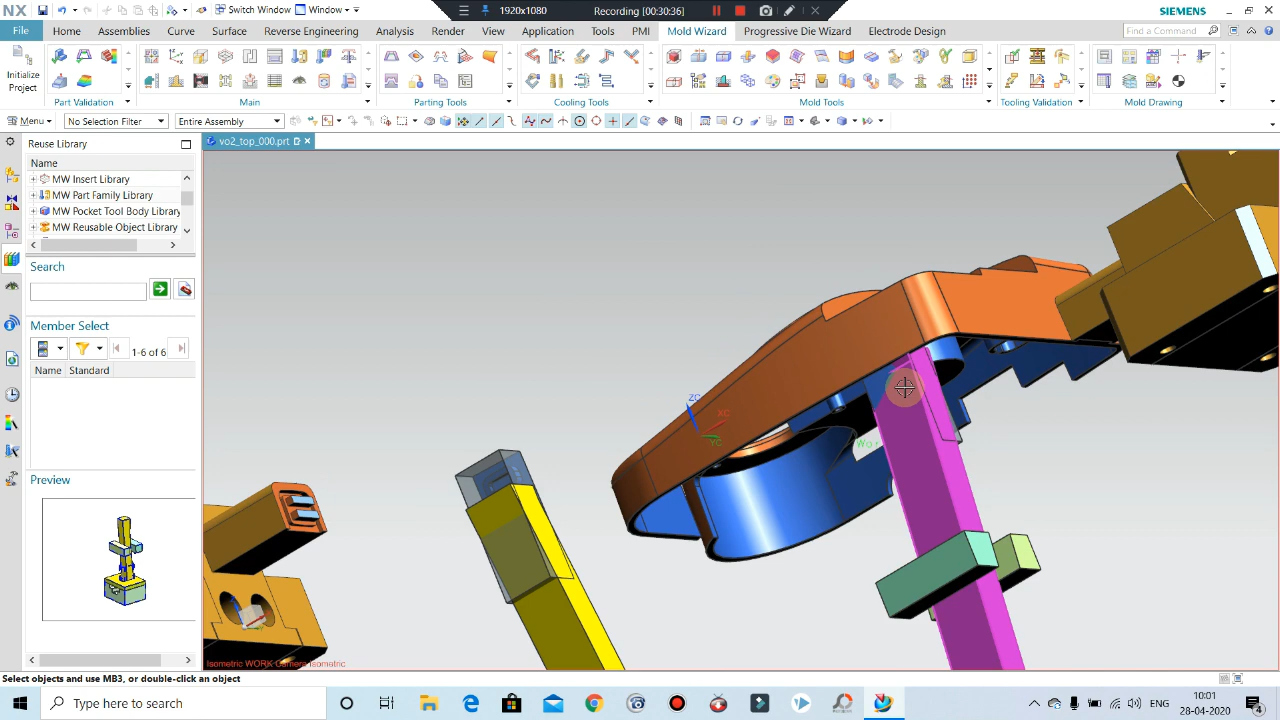 NX
Switch Window
Window
1920x1080
Recording [00:30:36]
SIEMENS
File
Home
Curve
Surface
Analysis
Application
Tools
PMI
Mold Wizard
Progressive Die Wizard
Electrode Design
Find a Command
Initialize
Project
Part Validation
Main
Parting Tools
Cooling Tools
Mold Tools
Tooling Validation
Mold Drawing
Menu
No Selection Filter
Entire Assembly
Reuse Library
vo2_top_000.prt
Name
MW Insert Library
MW Part Family Library
MW Pocket Tool Body Library
MW Reusable Object Library
Search
Member Select
1-6 of 6
Name Standard
Preview
ZC
XC
YC
Isometric WORK Camera Isometric
Select objects and use MB3, or double-click an object
Type here to search
ENG
10:01
28-04-2020
4